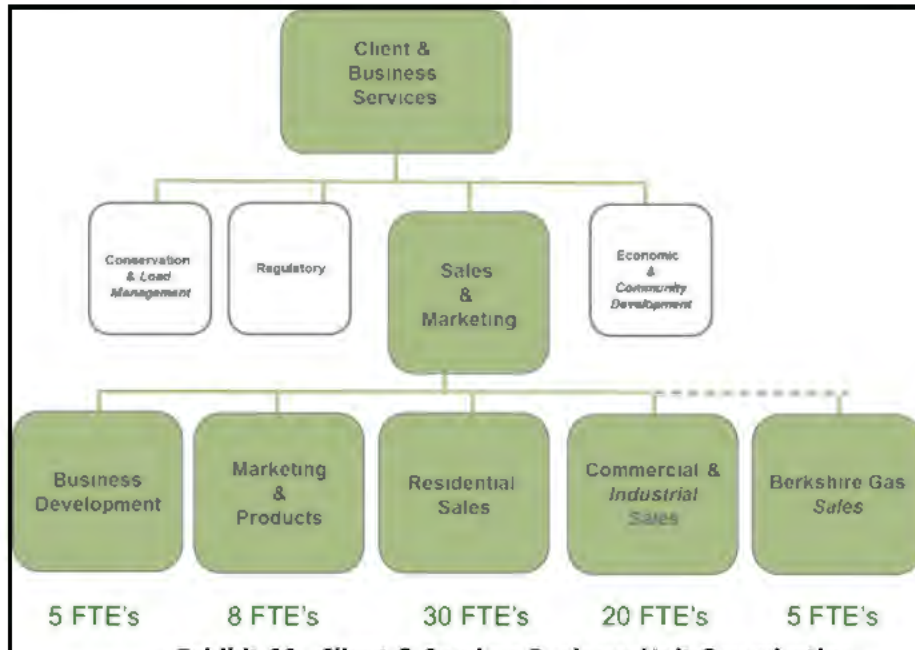 Client &
Business
Services
Conservation
& Load
Management
Regulatory
Sales
&
Marketing
Economic
&
Community
Development
Business
Development
Marketing
&
Products
Residential
Sales
Commercial &
Industrial
Sales
Berkshire Gas
Sales
5 FTE's
8 FTE's
30 FTE's
20 FTE's
5 FTE's